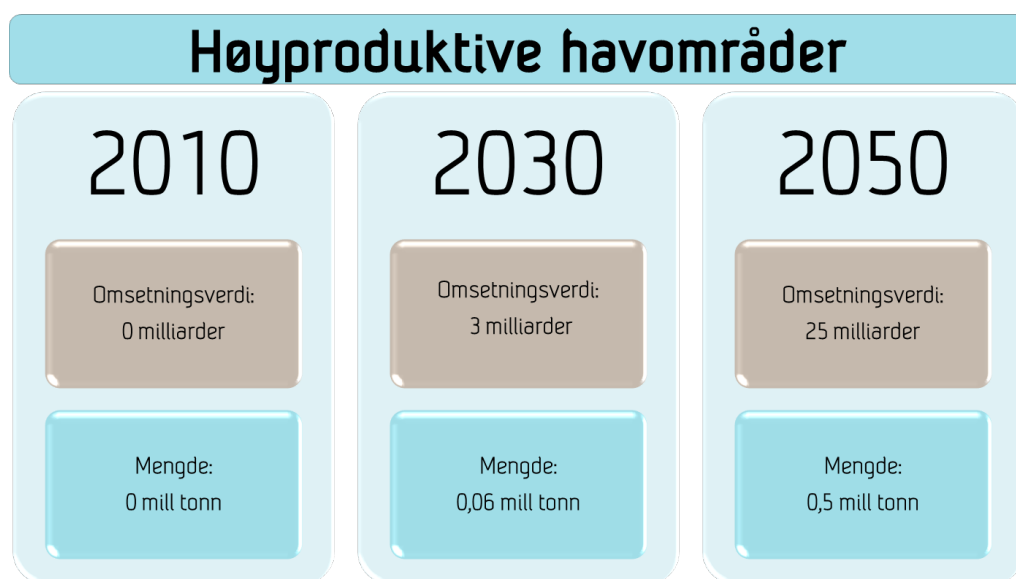 Høyproduktive havområder
2010
Omsetningsverdi:
0 milliarder
Mengde:
0 mill tonn
2030
Omsetningsverdi:
3 milliarder
Mengde:
0,06 mill tonn
2050
Omsetningsverdi:
25 milliarder
Mengde:
0,5 mill tonn